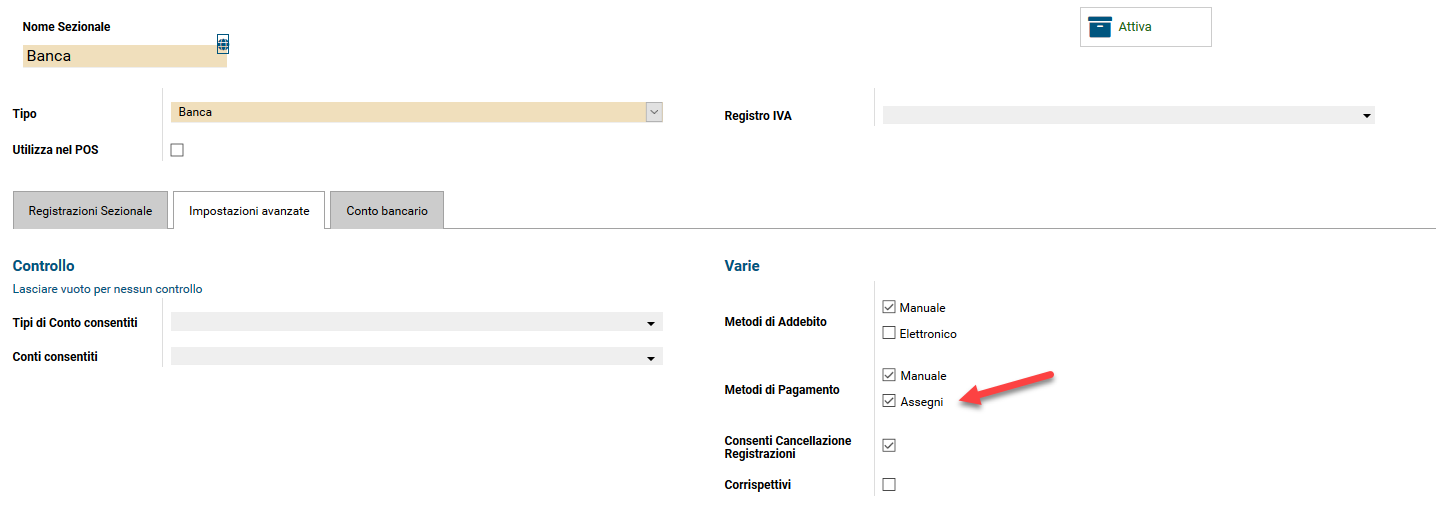 Nome Sezionale
Banca
Attiva
Tipo
Banca
Registro IVA
Utilizza nel POS
Registrazioni Sezionale
Impostazioni avanzate
Conto bancario
Controllo
Lasciare vuoto per nessun controllo
Tipi di Conto consentiti
Conti consentiti
Varie
Metodi di Addebito
Manuale
Elettronico
Metodi di Pagamento
Manuale
Assegni
Consenti Cancellazione
Registrazioni
Corrispettivi